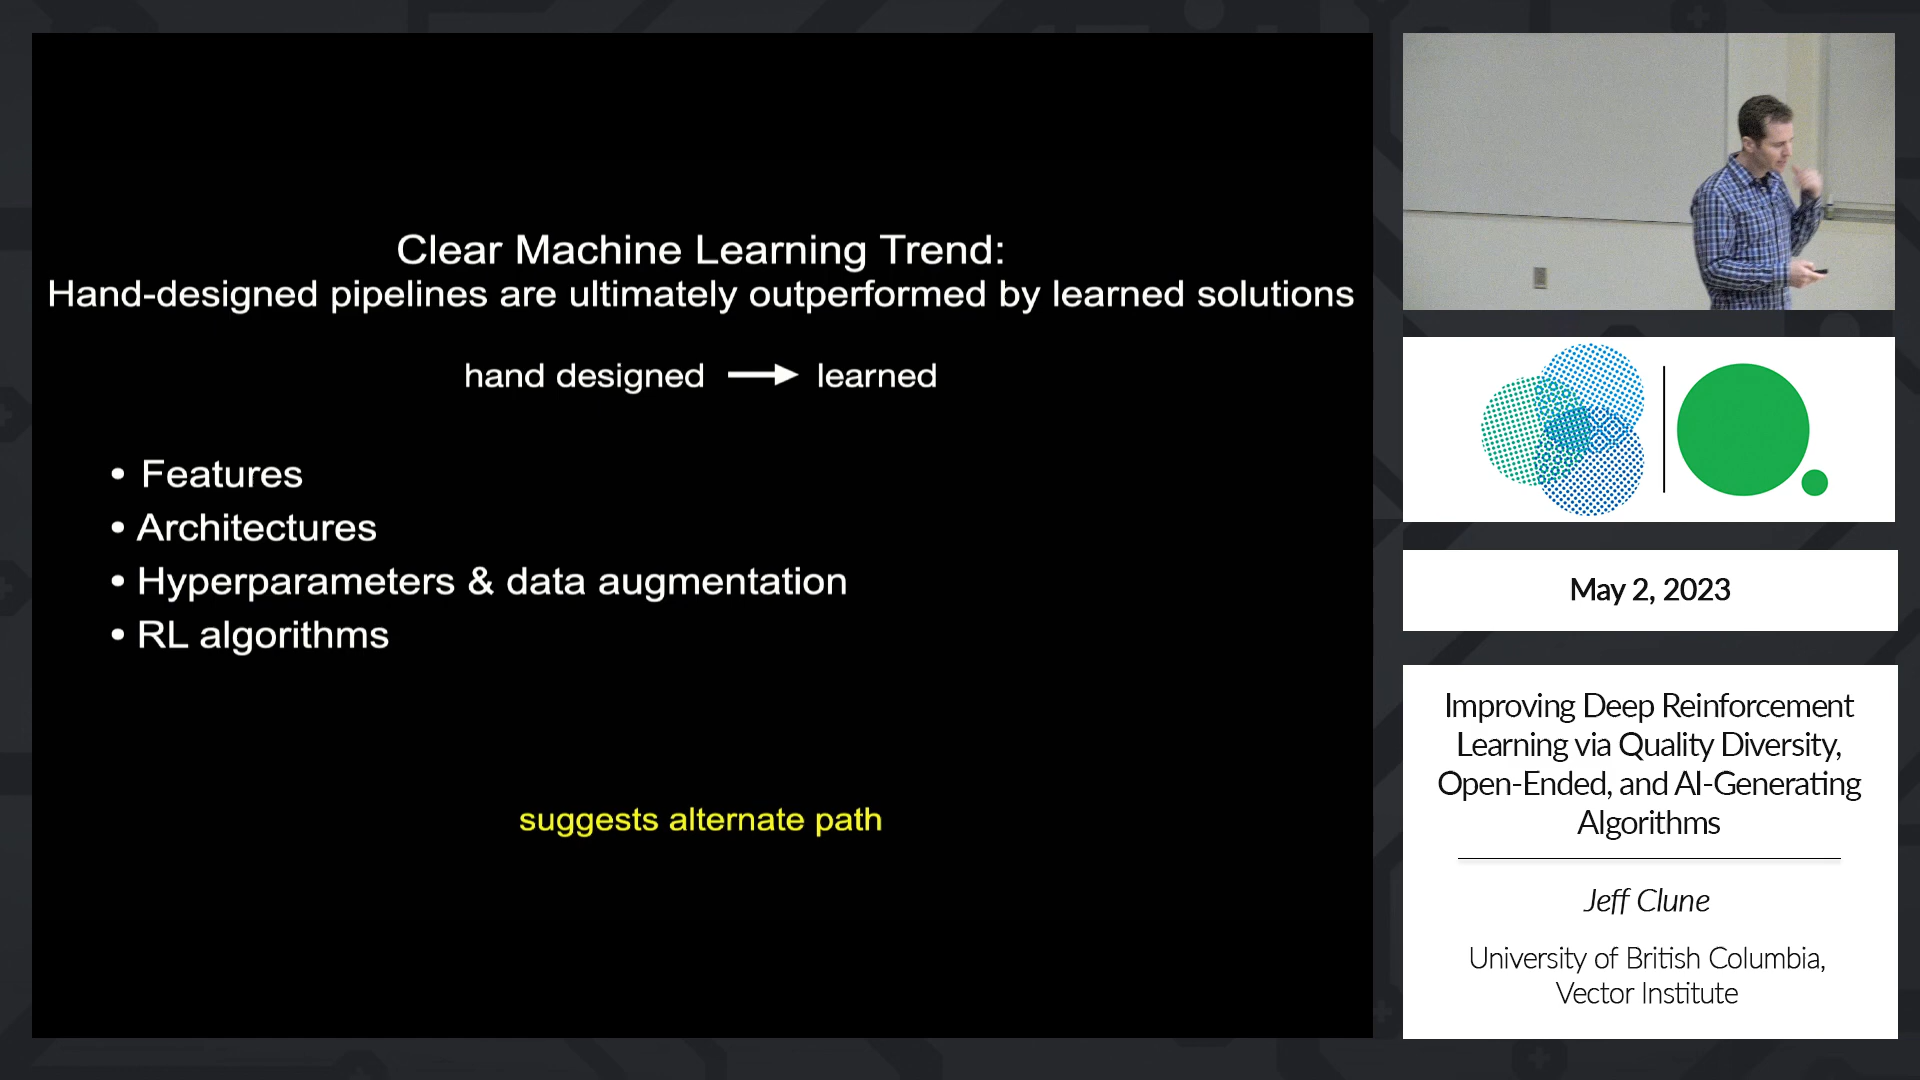 Clear Machine Learning Trend:
Hand-designed pipelines are ultimately outperformed by learned solutions
hand designed → learned
• Features
• Architectures
• Hyperparameters & data augmentation
• RL algorithms
suggests alternate path
May 2, 2023
Improving Deep Reinforcement
Learning via Quality Diversity,
Open-Ended, and AI-Generating
Algorithms
Jeff Clune
University of British Columbia,
Vector Institute